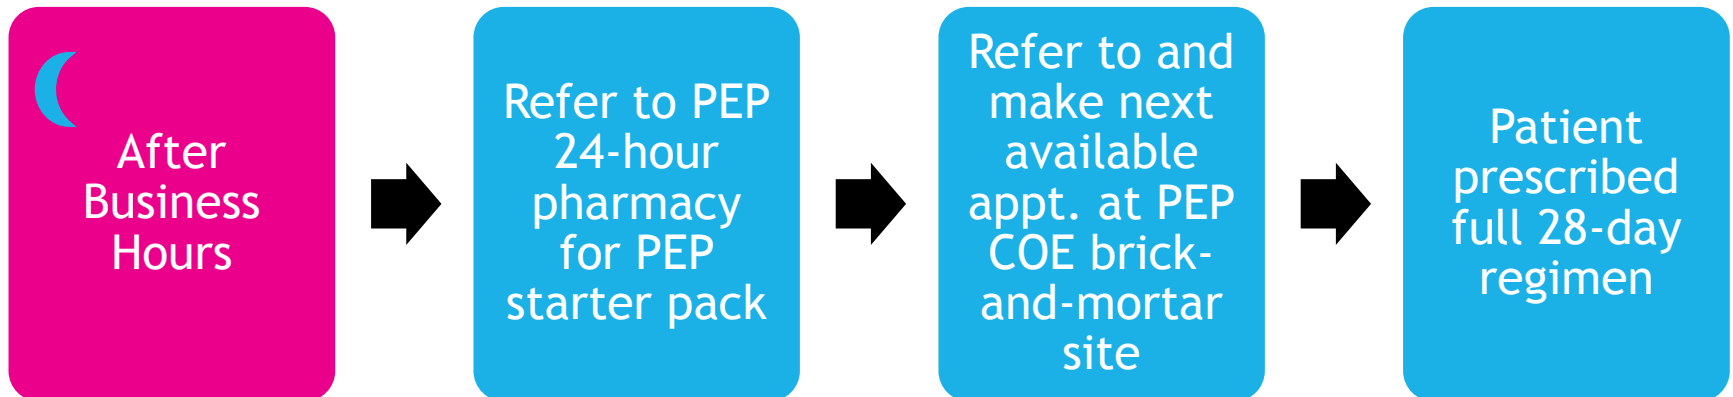 After
Business
Hours
Refer to PEP
24-hour
pharmacy
for PEP
starter pack
Refer to and
make next
available
appt. at PEP
COE brick-
and-mortar
site
Patient
prescribed
full 28-day
regimen